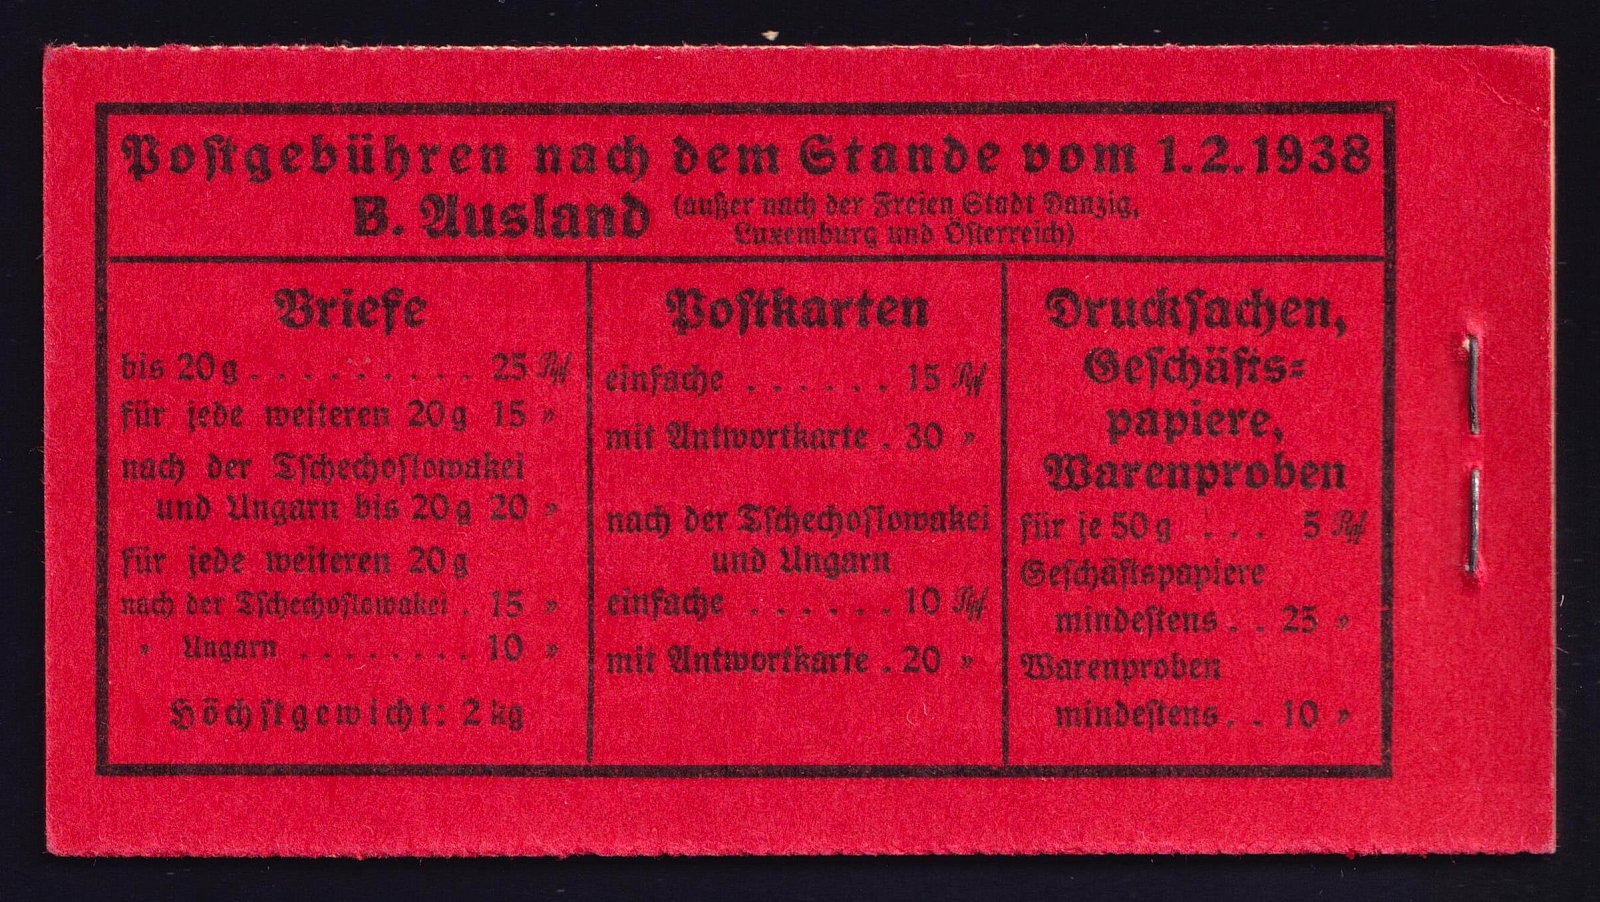 Postgebühren nach dem Stande vom 1.2.1938
B. Ausland (außer nach der Freien Stadt Danzig,
Luxemburg und Österreich)
Briefe
bis 20 g . . . . . . . . . . 25 Rpf
für jede weiteren 20 g 15 »
nach der Tschechoslowakei
und Ungarn bis 20 g 20 »
für jede weiteren 20 g
nach der Tschechoslowakei . 15 »
» Ungarn . . . . . . . . 10 »
Höchstgewicht: 2 kg
Postkarten
einfache . . . . . . 15 Rpf
mit Antwortkarte . 30 »
nach der Tschechoslowakei
und Ungarn
einfache . . . . . . 10 Rpf
mit Antwortkarte . 20 »
Drucksachen,
Geschäfts=
papiere,
Warenproben
für je 50 g . . . . 5 Rpf
Geschäftspapiere
mindestens . . 25 »
Warenproben
mindestens . . 10 »